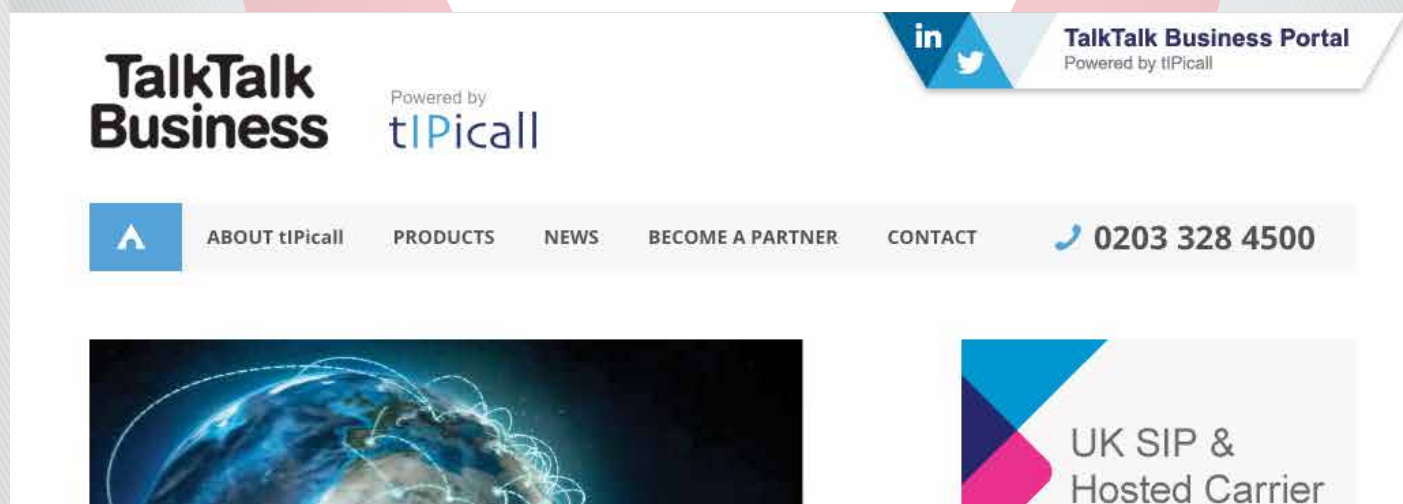 in
TalkTalk Business Portal
Powered by tIPicall
TalkTalk
Business
Powered by
tIPicall
ABOUT tIPicall
PRODUCTS
NEWS
BECOME A PARTNER
CONTACT
0203 328 4500
UK SIP &
Hosted Carrier